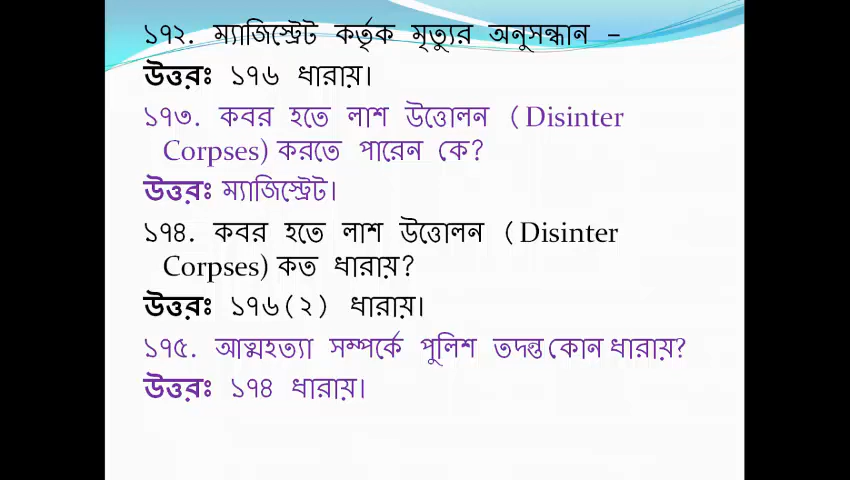 ১৭২. ম্যাজিস্ট্রেট কর্তৃক মৃত্যুর অনুসন্ধান –
উত্তরঃ ১৭৬ ধারায়।
১৭৩. কবর হতে লাশ উত্তোলন (Disinter
Corpses) করতে পারেন কে?
উত্তরঃ ম্যাজিস্ট্রেট।
১৭৪. কবর হতে লাশ উত্তোলন (Disinter
Corpses) কত ধারায়?
উত্তরঃ ১৭৬(২) ধারায়।
১৭৫. আত্মহত্যা সম্পর্কে পুলিশ তদন্ত কোন ধারায়?
উত্তরঃ ১৭৪ ধারায়।